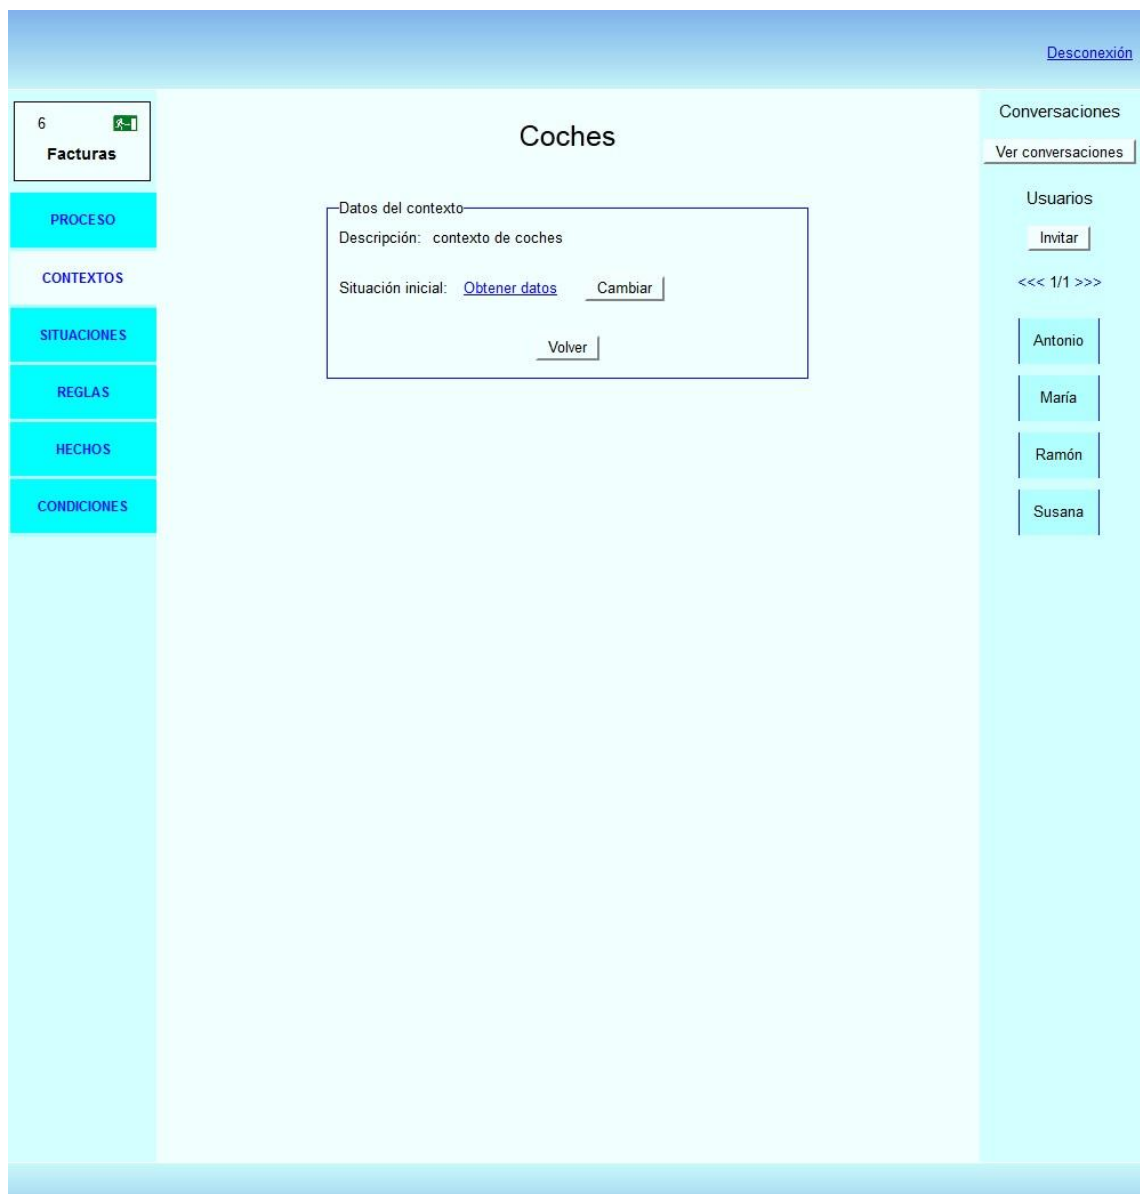 Desconexión
6
Facturas
PROCESO
CONTEXTOS
SITUACIONES
REGLAS
HECHOS
CONDICIONES
Coches
Datos del contexto
Descripción: contexto de coches
Situación inicial: Obtener datos Cambiar
Volver
Conversaciones
Ver conversaciones
Usuarios
Invitar
<<< 1/1 >>>
Antonio
María
Ramón
Susana